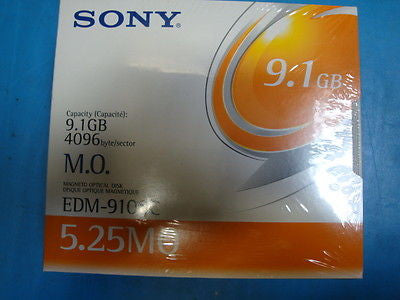 SONY®
9.1GB
Capacity (Capacité):
9.1GB
4096 byte/sector
M.O.
MAGNETO OPTICAL DISK
DISQUE OPTIQUE MAGNETIQUE
5.25MO